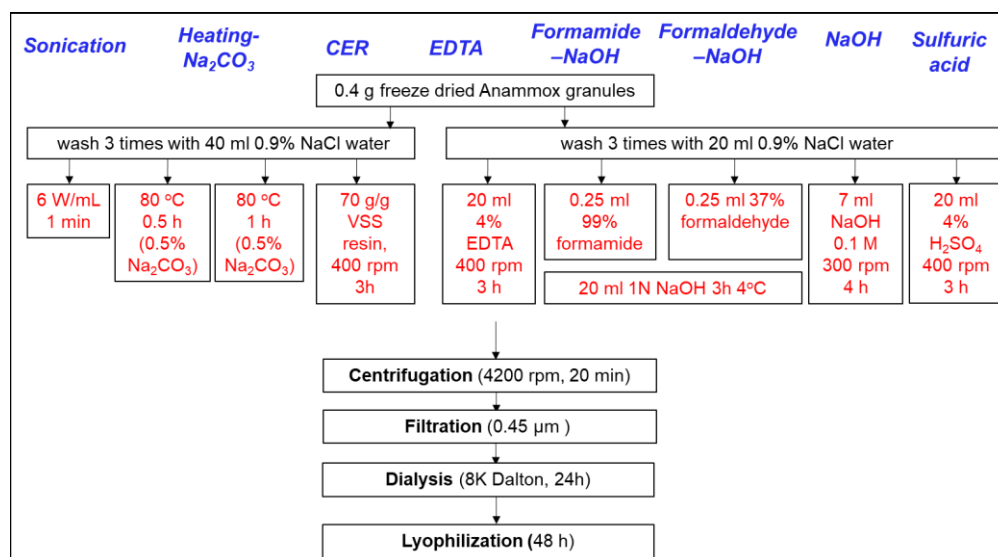 Sonication
Heating-
Na₂CO₃
CER
EDTA
Formamide
–NaOH
Formaldehyde
–NaOH
NaOH
Sulfuric
acid
0.4 g freeze dried Anammox granules
wash 3 times with 40 ml 0.9% NaCl water
wash 3 times with 20 ml 0.9% NaCl water
6 W/mL
1 min
80 ᵒC
0.5 h
(0.5%
Na₂CO₃)
80 ᵒC
1 h
(0.5%
Na₂CO₃)
70 g/g
VSS
resin,
400 rpm
3h
20 ml
4%
EDTA
400 rpm
3 h
0.25 ml
99%
formamide
0.25 ml 37%
formaldehyde
20 ml 1N NaOH 3h 4ᵒC
7 ml
NaOH
0.1 M
300 rpm
4 h
20 ml
4%
H₂SO₄
400 rpm
3 h
Centrifugation (4200 rpm, 20 min)
Filtration (0.45 µm )
Dialysis (8K Dalton, 24h)
Lyophilization (48 h)